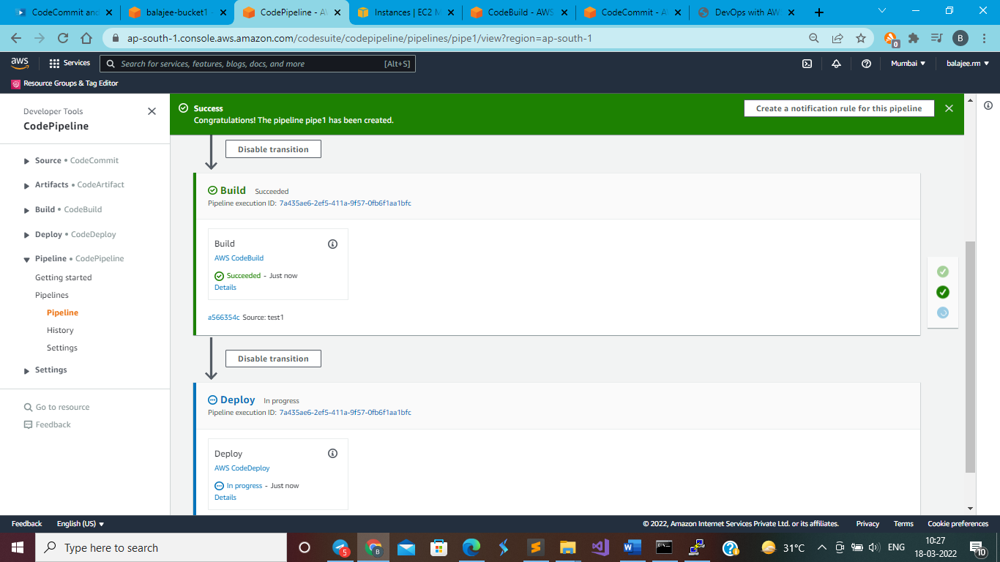 CodeCommit and
balajee-bucket1 -
CodePipeline - A
Instances | EC2 M
CodeBuild - AWS
CodeCommit - A
DevOps with AW
ap-south-1.console.aws.amazon.com/codesuite/codepipeline/pipelines/pipe1/view?region=ap-south-1
0
B
aws
Services
Search for services, features, blogs, docs, and more
[Alt+S]
Mumbai
balajee.rm
Resource Groups & Tag Editor
Developer Tools
CodePipeline
Source • CodeCommit
Artifacts • CodeArtifact
Build • CodeBuild
Deploy • CodeDeploy
Pipeline • CodePipeline
Getting started
Pipelines
Pipeline
History
Settings
Settings
Go to resource
Feedback
Success
Congratulations! The pipeline pipe1 has been created.
Create a notification rule for this pipeline
Disable transition
Build Succeeded
Pipeline execution ID: 7a435ae6-2ef5-411a-9f57-0fb6f1aa1bfc
Build
AWS CodeBuild
Succeeded - Just now
Details
a566354c Source: test1
Disable transition
Deploy In progress
Pipeline execution ID: 7a435ae6-2ef5-411a-9f57-0fb6f1aa1bfc
Deploy
AWS CodeDeploy
In progress - Just now
Details
Feedback
English (US)
© 2022, Amazon Internet Services Private Ltd. or its affiliates.
Privacy
Terms
Cookie preferences
Type here to search
5
B
31°C
ENG
10:27
18-03-2022
10